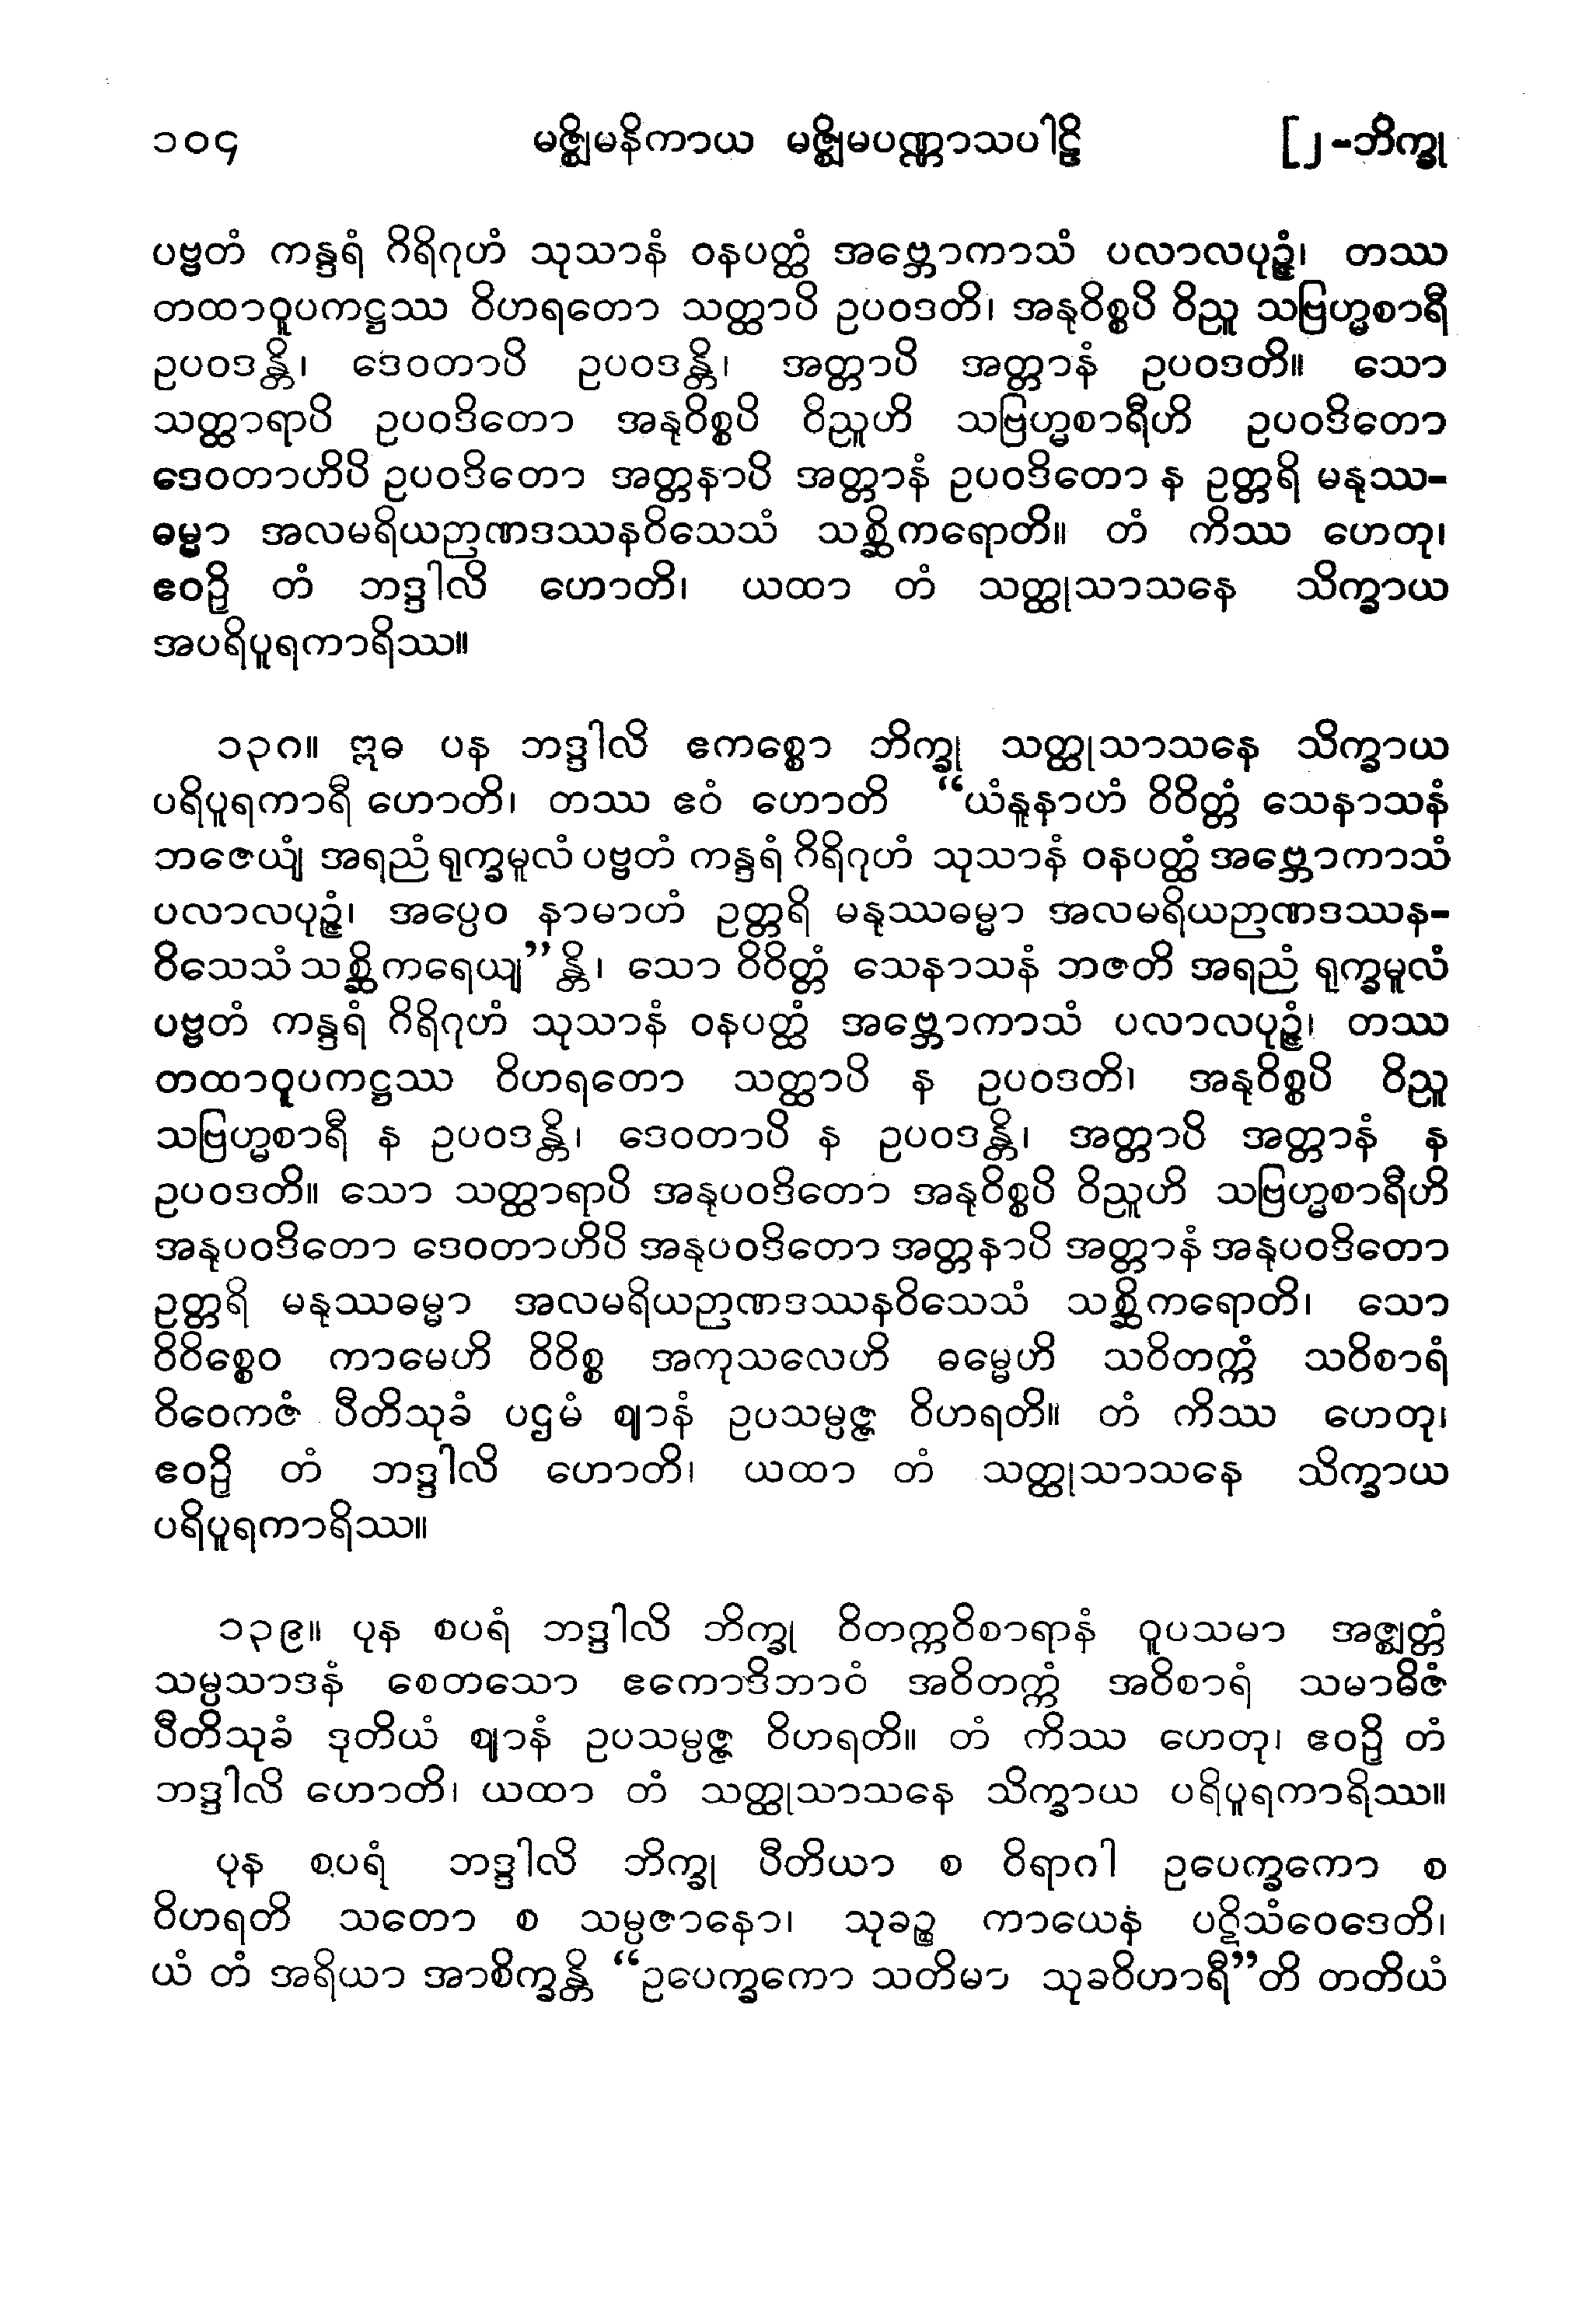 ၁၀၄ မဇ္ဈိမနိကာယ မဇ္ဈိမပဏ္ဏာသပါဠိ [၂-ဘိက္ခု
ပဗ္ဗတံ ကန္ဒရံ ဂိရိဂုဟံ သုသာနံ ဝနပတ္ထံ အဗ္ဘောကာသံ ပလာလပုဉ္ဇံ၊ တဿ
တထာဝူပကဋ္ဌဿ ဝိဟရတော သတ္ထာပိ ဥပဝဒတိ၊ အနုဝိစ္စပိ ဝိညူ သဗြဟ္မစာရီ
ဥပဝဒန္တိ၊ ဒေဝတာပိ ဥပဝဒန္တိ၊ အတ္တာပိ အတ္တာနံ ဥပဝဒတိ။ သော
သတ္ထာရာပိ ဥပဝဒိတော အနုဝိစ္စပိ ဝိညူဟိ သဗြဟ္မစာရီဟိ ဥပဝဒိတော
ဒေဝတာဟိပိ ဥပဝဒိတော အတ္တနာပိ အတ္တာနံ ဥပဝဒိတော န ဥတ္တရိ မနုဿ-
ဓမ္မာ အလမရိယဉာဏဒဿနဝိသေသံ သစ္ဆိကရောတိ။ တံ ကိဿ ဟေတု၊
ဧဝဉှိ တံ ဘဒ္ဒါလိ ဟောတိ၊ ယထာ တံ သတ္ထုသာသနေ သိက္ခာယ
အပရိပူရကာရိဿ။
၁၃၈။ ဣဓ ပန ဘဒ္ဒါလိ ဧကစ္စော ဘိက္ခု သတ္ထုသာသနေ သိက္ခာယ
ပရိပူရကာရီ ဟောတိ၊ တဿ ဧဝံ ဟောတိ “ယံနူနာဟံ ဝိဝိတ္တံ သေနာသနံ
ဘဇေယျံ အရညံ ရုက္ခမူလံ ပဗ္ဗတံ ကန္ဒရံ ဂိရိဂုဟံ သုသာနံ ဝနပတ္ထံ အဗ္ဘောကာသံ
ပလာလပုဉ္ဇံ၊ အပ္ပေဝ နာမာဟံ ဥတ္တရိ မနုဿဓမ္မာ အလမရိယဉာဏဒဿန-
ဝိသေသံ သစ္ဆိကရေယျ”န္တိ၊ သော ဝိဝိတ္တံ သေနာသနံ ဘဇတိ အရညံ ရုက္ခမူလံ
ပဗ္ဗတံ ကန္ဒရံ ဂိရိဂုဟံ သုသာနံ ဝနပတ္ထံ အဗ္ဘောကာသံ ပလာလပုဉ္ဇံ၊ တဿ
တထာဝူပကဋ္ဌဿ ဝိဟရတော သတ္ထာပိ န ဥပဝဒတိ၊ အနုဝိစ္စပိ ဝိညူ
သဗြဟ္မစာရီ န ဥပဝဒန္တိ၊ ဒေဝတာပိ န ဥပဝဒန္တိ၊ အတ္တာပိ အတ္တာနံ န
ဥပဝဒတိ။ သော သတ္ထာရာပိ အနုပဝဒိတော အနုဝိစ္စပိ ဝိညူဟိ သဗြဟ္မစာရီဟိ
အနုပဝဒိတော ဒေဝတာဟိပိ အနုပဝဒိတော အတ္တနာပိ အတ္တာနံ အနုပဝဒိတော
ဥတ္တရိ မနုဿဓမ္မာ အလမရိယဉာဏဒဿနဝိသေသံ သစ္ဆိကရောတိ၊ သော
ဝိဝိစ္စေဝ ကာမေဟိ ဝိဝိစ္စ အကုသလေဟိ ဓမ္မေဟိ သဝိတက္ကံ သဝိစာရံ
ဝိဝေကဇံ ပီတိသုခံ ပဌမံ ဈာနံ ဥပသမ္ပဇ္ဇ ဝိဟရတိ။ တံ ကိဿ ဟေတု၊
ဧဝဉှိ တံ ဘဒ္ဒါလိ ဟောတိ၊ ယထာ တံ သတ္ထုသာသနေ သိက္ခာယ
ပရိပူရကာရိဿ။
၁၃၉။ ပုန စပရံ ဘဒ္ဒါလိ ဘိက္ခု ဝိတက္ကဝိစာရာနံ ဝူပသမာ အဇ္ဈတ္တံ
သမ္ပသာဒနံ စေတသော ဧကောဒိဘာဝံ အဝိတက္ကံ အဝိစာရံ သမာဓိဇံ
ပီတိသုခံ ဒုတိယံ ဈာနံ ဥပသမ္ပဇ္ဇ ဝိဟရတိ။ တံ ကိဿ ဟေတု၊ ဧဝဉှိ တံ
ဘဒ္ဒါလိ ဟောတိ၊ ယထာ တံ သတ္ထုသာသနေ သိက္ခာယ ပရိပူရကာရိဿ။
ပုန စပရံ ဘဒ္ဒါလိ ဘိက္ခု ပီတိယာ စ ဝိရာဂါ ဥပေက္ခကော စ
ဝိဟရတိ သတော စ သမ္ပဇာနော၊ သုခဉ္စ ကာယေန ပဋိသံဝေဒေတိ၊
ယံ တံ အရိယာ အာစိက္ခန္တိ “ဥပေက္ခကော သတိမာ သုခဝိဟာရီ”တိ တတိယံ